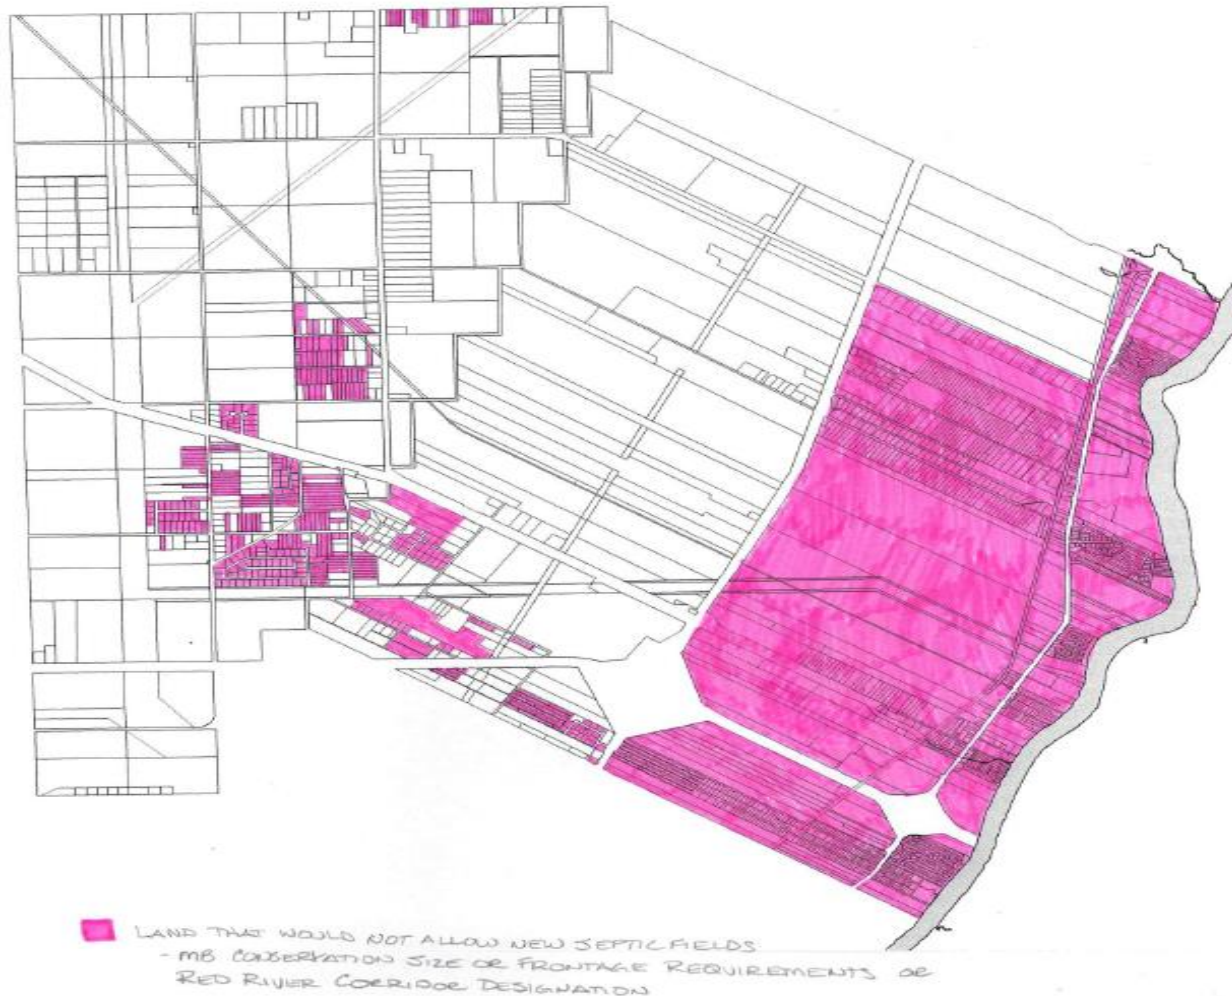 LAND THAT WOULD NOT ALLOW NEW SEPTIC FIELDS
- MB CONSERVATION SIZE OR FRONTAGE REQUIREMENTS OR
RED RIVER CORRIDOR DESIGNATION